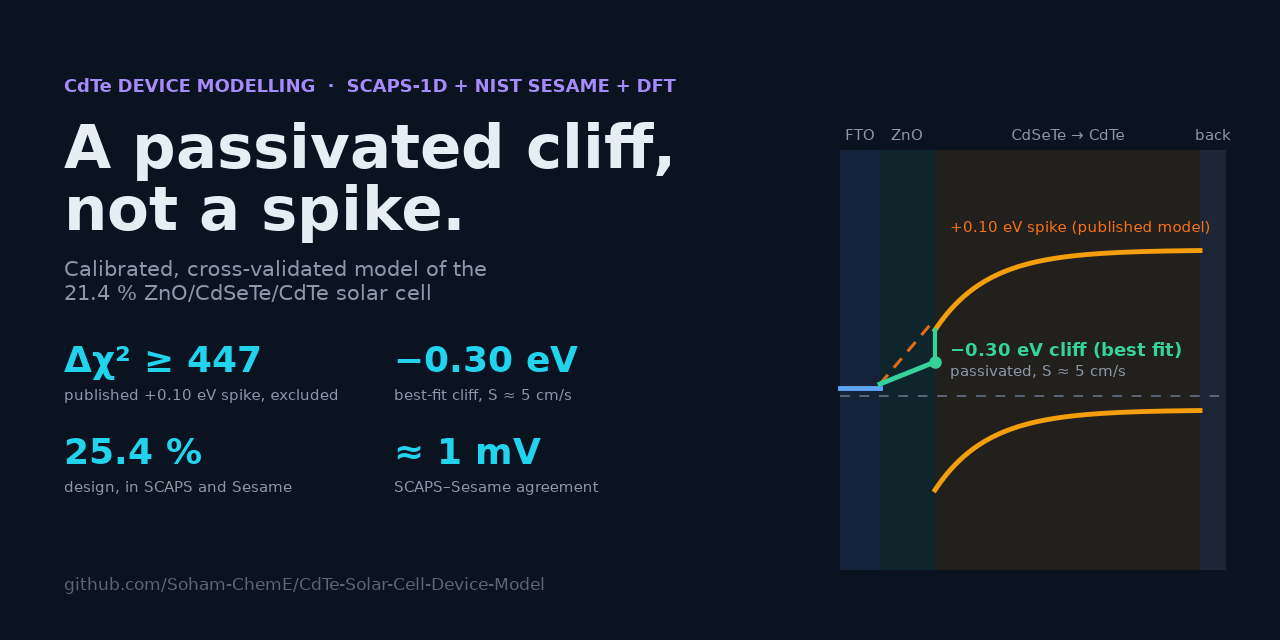 CdTe DEVICE MODELLING · SCAPS-1D + NIST SESAME + DFT
A passivated cliff,
not a spike.
Calibrated, cross-validated model of the
21.4 % ZnO/CdSeTe/CdTe solar cell
Δχ² ≥ 447
published +0.10 eV spike, excluded
−0.30 eV
best-fit cliff, S ≈ 5 cm/s
25.4 %
design, in SCAPS and Sesame
≈ 1 mV
SCAPS–Sesame agreement
github.com/Soham-ChemE/CdTe-Solar-Cell-Device-Model
FTO ZnO CdSeTe → CdTe back
+0.10 eV spike (published model)
−0.30 eV cliff (best fit)
passivated, S ≈ 5 cm/s